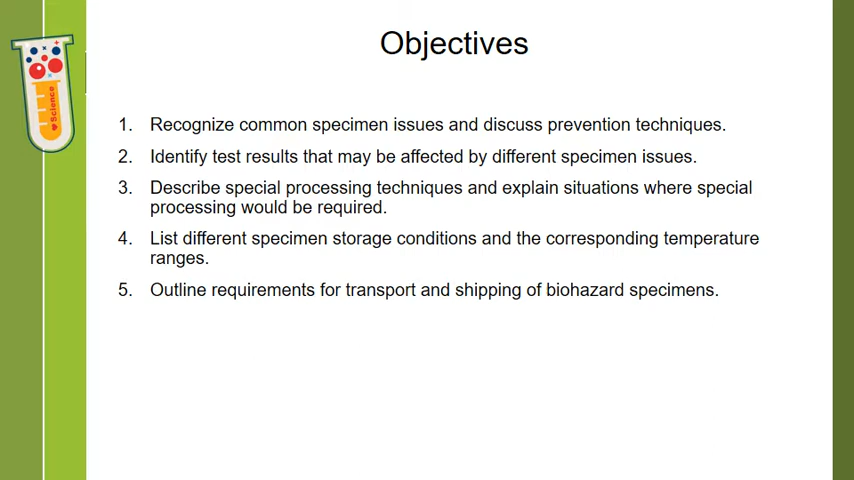 Objectives
Science
1. Recognize common specimen issues and discuss prevention techniques.
2. Identify test results that may be affected by different specimen issues.
3. Describe special processing techniques and explain situations where special
processing would be required.
4. List different specimen storage conditions and the corresponding temperature
ranges.
5. Outline requirements for transport and shipping of biohazard specimens.